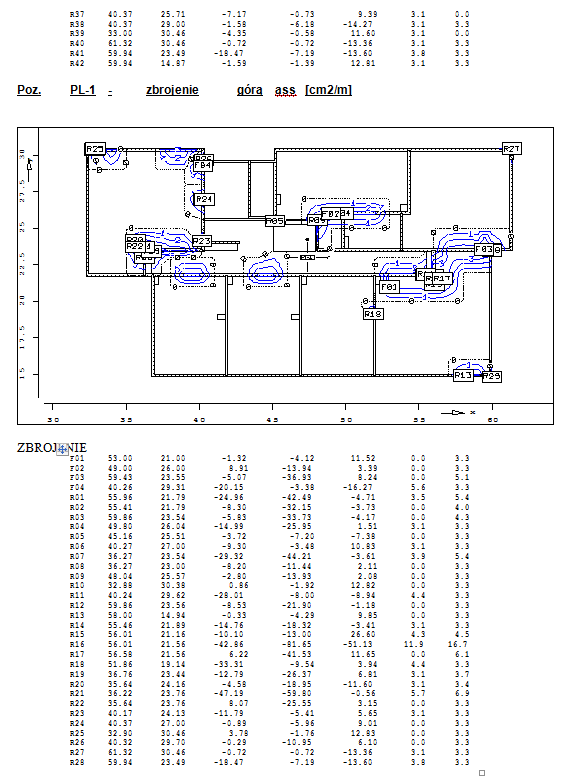 R37 40.37 25.71 -7.17 -0.73 9.39 3.1 0.0
R38 40.37 29.00 -1.58 -6.18 -14.27 3.1 3.3
R39 33.00 30.46 -4.35 -0.58 11.60 3.1 0.0
R40 61.32 30.46 -0.72 -0.72 -13.36 3.1 3.3
R41 59.94 23.49 -18.47 -7.19 -13.60 3.8 3.3
R42 59.94 14.87 -1.59 -1.39 12.81 3.1 3.3
Poz. PL-1 - zbrojenie góra ass [cm2/m]
R25 R27
R24
R23
R05 F02
F03
F01 R17
R18
R13 R29
30 35 40 45 50 55 60
ZBROJENIE
F01 53.00 21.00 -1.32 -4.12 11.52 0.0 3.3
F02 49.00 26.00 8.91 -13.94 3.39 0.0 3.3
F03 59.43 23.55 -5.07 -36.93 8.24 0.0 5.1
F04 40.26 29.31 -20.15 -3.38 -16.27 5.6 3.3
R01 55.96 21.79 -24.96 -42.49 -4.71 3.5 5.4
R02 55.41 21.79 -8.30 -32.15 -3.73 0.0 4.0
R03 59.86 23.54 -5.83 -33.73 -4.17 0.0 4.3
R04 49.80 26.04 -14.99 -25.95 1.51 3.1 3.3
R05 45.16 25.51 -3.72 -7.20 -7.38 0.0 3.3
R06 40.27 27.00 -9.30 -3.48 10.83 3.1 3.3
R07 36.27 23.54 -29.32 -44.21 -3.61 3.9 5.4
R08 36.27 23.00 -8.20 -11.44 2.11 0.0 3.3
R09 48.04 25.57 -2.80 -13.93 2.08 0.0 3.3
R10 32.88 30.38 0.86 -1.92 12.82 0.0 3.3
R11 40.24 29.62 -28.01 -8.00 -8.94 4.4 3.3
R12 59.86 23.56 -8.53 -21.90 -1.18 0.0 3.3
R13 58.00 14.94 -0.33 -4.29 9.85 0.0 3.3
R14 55.46 21.89 -14.76 -18.32 -3.41 3.1 3.3
R15 56.01 21.16 -10.10 -13.00 26.60 4.3 4.5
R16 56.01 21.56 -42.86 -81.65 -51.13 11.9 16.7
R17 56.58 21.56 6.22 -41.53 11.65 0.0 6.1
R18 51.86 19.14 -33.31 -9.54 3.94 4.4 3.3
R19 36.76 23.44 -12.79 -26.37 6.81 3.1 3.7
R20 35.64 24.16 -4.58 -18.95 -11.60 3.1 3.4
R21 36.22 23.76 -47.19 -59.80 -0.56 5.7 6.9
R22 35.64 23.76 8.07 -25.55 3.15 0.0 3.3
R23 40.17 24.13 -11.79 -5.41 5.65 3.1 3.3
R24 40.37 27.00 -0.89 -5.96 9.01 0.0 3.3
R25 32.90 30.46 3.78 -1.76 12.83 0.0 3.3
R26 40.32 29.70 -0.29 -10.95 6.10 0.0 3.3
R27 61.32 30.46 -0.72 -0.72 -13.36 3.1 3.3
R28 59.94 23.49 -18.47 -7.19 -13.60 3.8 3.3